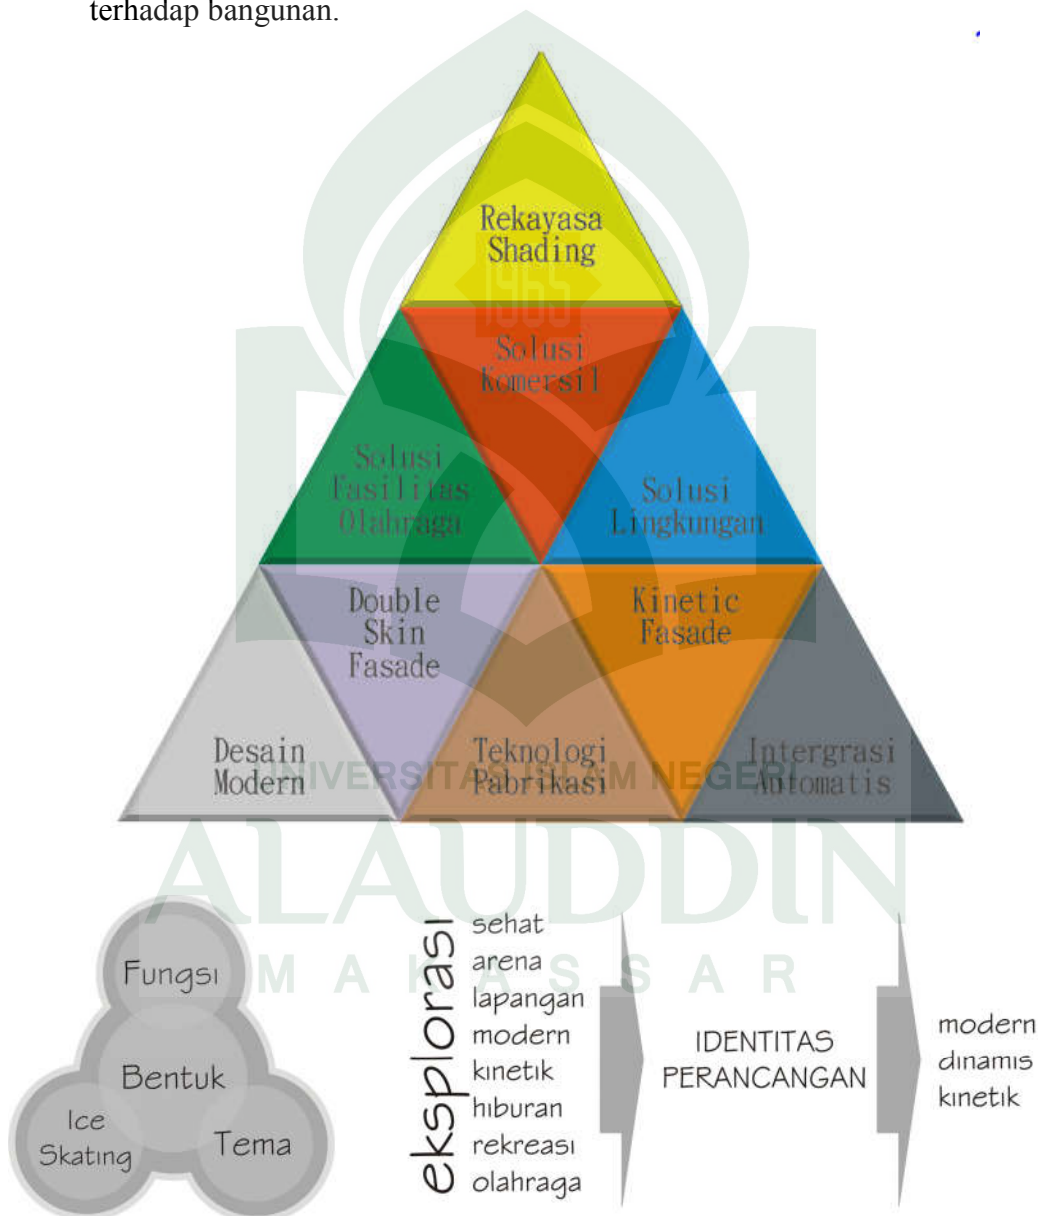 terhadap bangunan.
Rekayasa
Shading
1965
Solusi
Komersil
Solusi
Fasilitas
Olahraga
Solusi
Lingkungan
Double
Skin
Fasade
Kinetic
Fasade
Desain
Modern
Teknologi
Pabrikasi
Intergrasi
Automatis
UNIVERSITAS ISLAM NEGERI
ALAUDDIN
MAKASSAR
Fungsi
Bentuk
Ice
Skating
Tema
eksplorasi
sehat
arena
lapangan
modern
kinetik
hiburan
rekreasi
olahraga
IDENTITAS
PERANCANGAN
modern
dinamis
kinetik